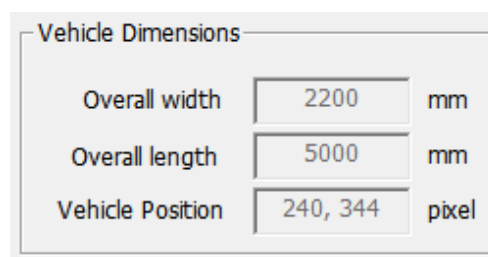 Vehicle Dimensions
Overall width 2200 mm
Overall length 5000 mm
Vehicle Position 240, 344 pixel